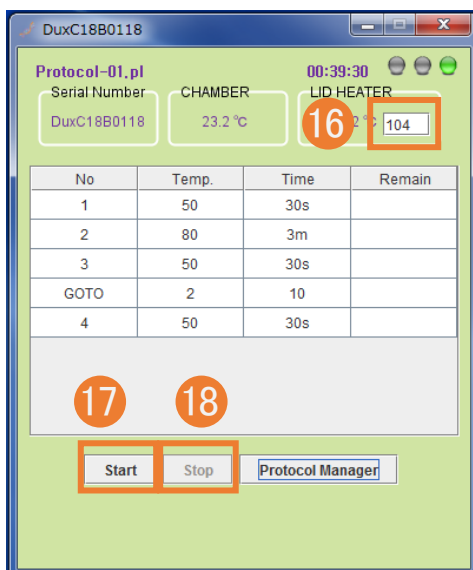 DuxC18B0118
Protocol-01.pl 00:39:30
Serial Number CHAMBER LID HEATER
DuxC18B0118 23.2 °C 16 2 °C 104
No Temp. Time Remain
1 50 30s
2 80 3m
3 50 30s
GOTO 2 10
4 50 30s
17 18
Start Stop Protocol Manager